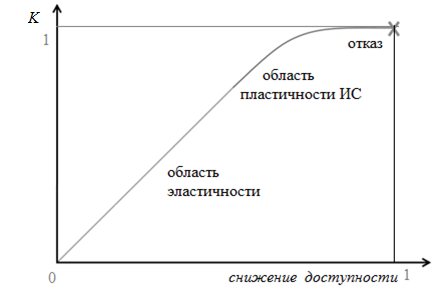 K
1
отказ
область
пластичности ИС
область
эластичности
0
снижение доступности 1